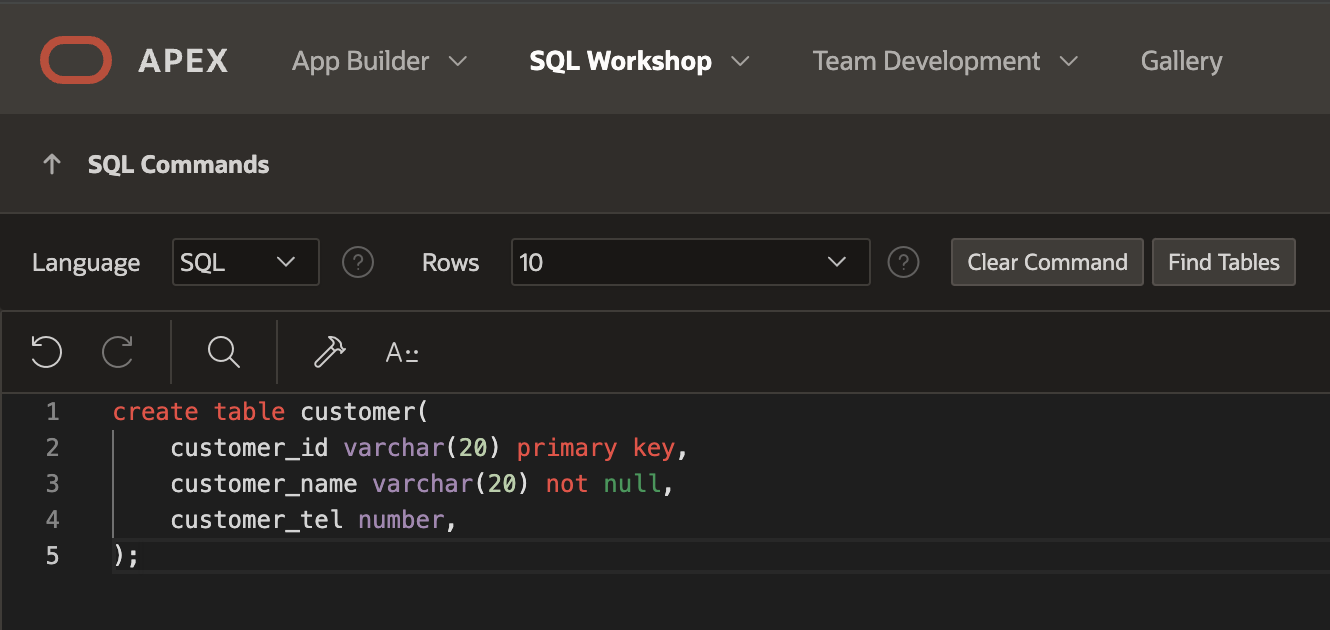 APEX App Builder SQL Workshop Team Development Gallery
SQL Commands
Language SQL ? Rows 10 ? Clear Command Find Tables
A
1 create table customer(
2 customer_id varchar(20) primary key,
3 customer_name varchar(20) not null,
4 customer_tel number,
5 );